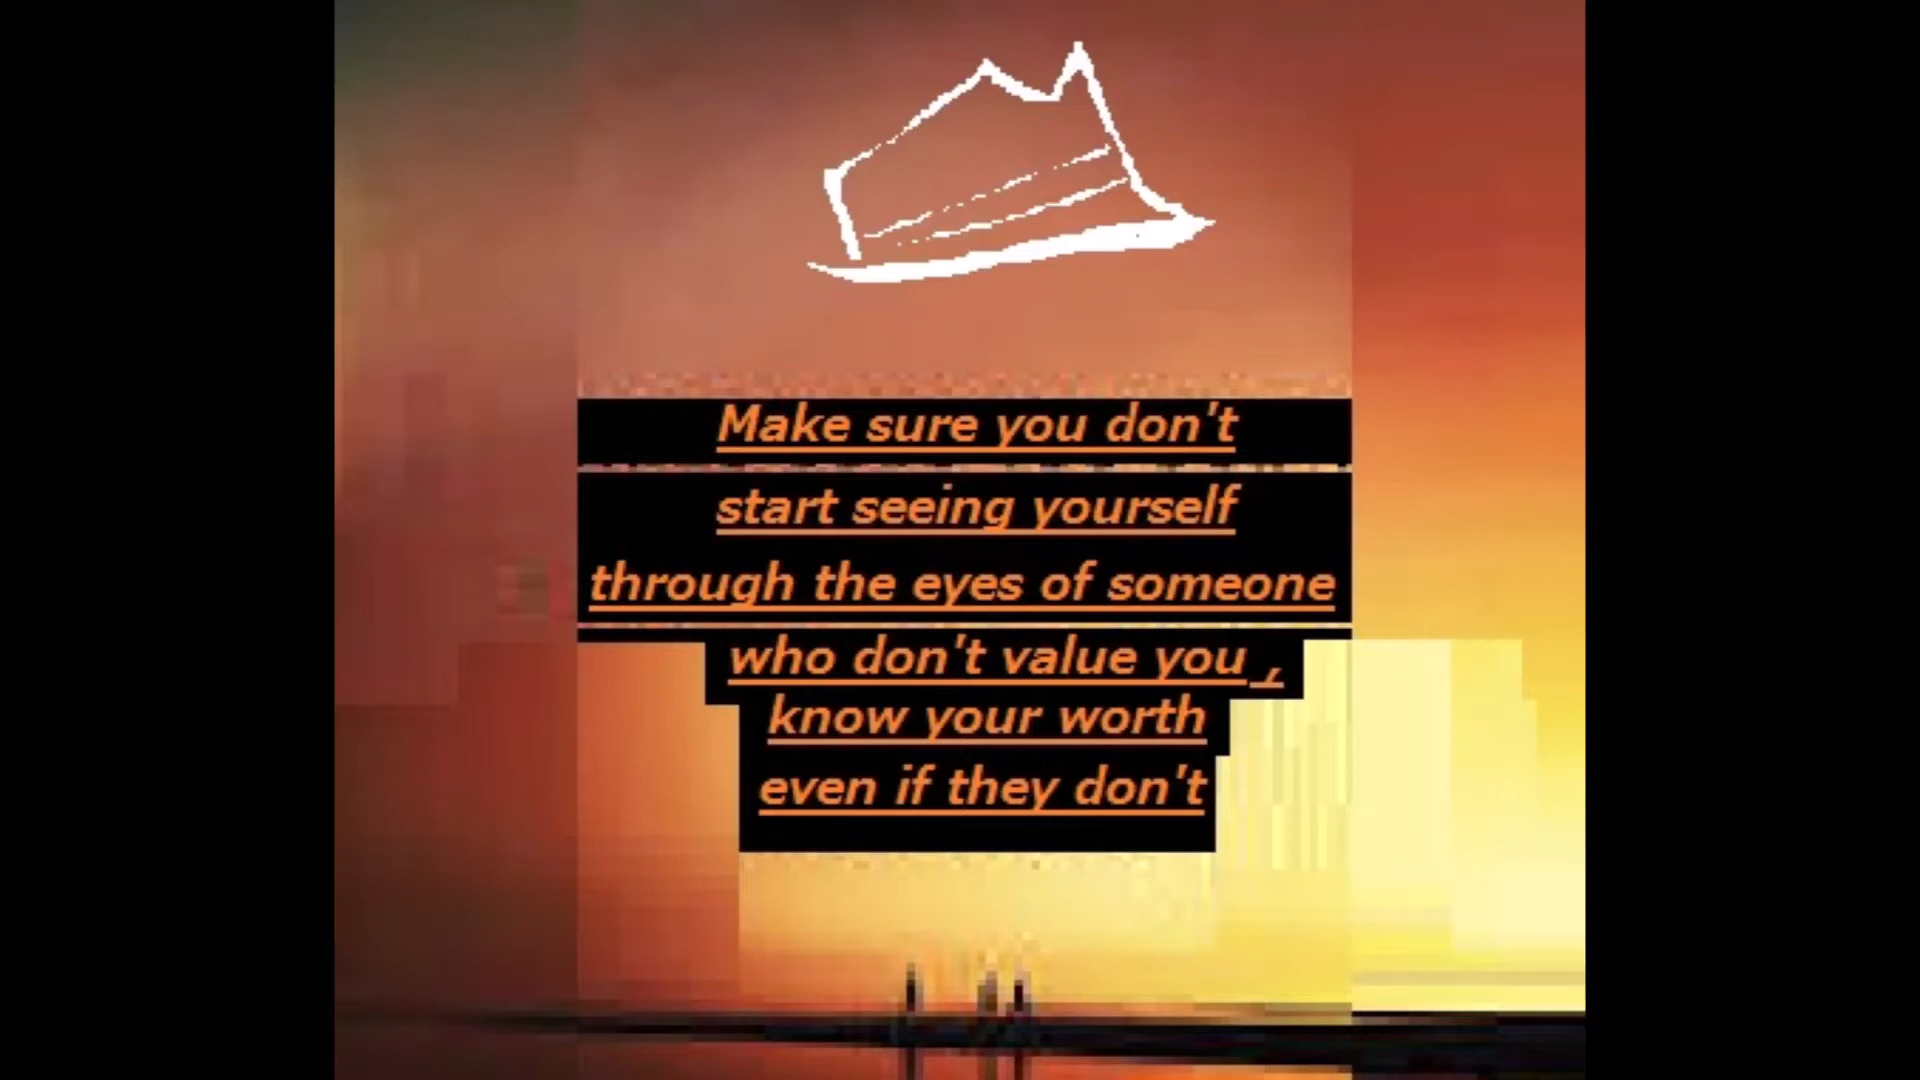 Make sure you don't
start seeing yourself
through the eyes of someone
who don't value you ,
know your worth
even if they don't